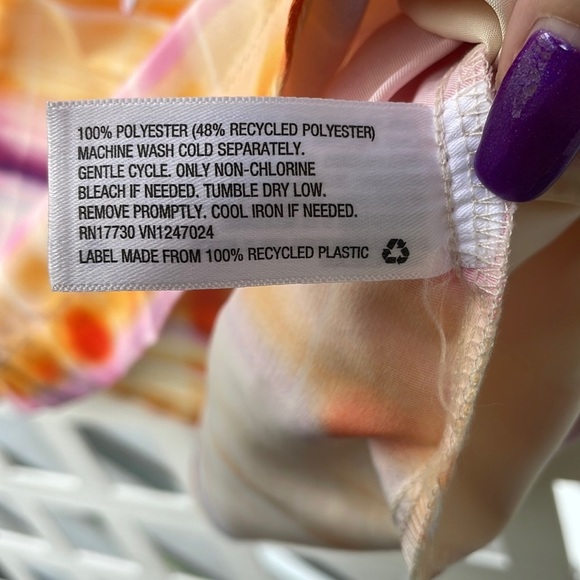 100% POLYESTER (48% RECYCLED POLYESTER)
MACHINE WASH COLD SEPARATELY.
GENTLE CYCLE. ONLY NON-CHLORINE
BLEACH IF NEEDED. TUMBLE DRY LOW.
REMOVE PROMPTLY. COOL IRON IF NEEDED.
RN17730 VN1247024
LABEL MADE FROM 100% RECYCLED PLASTIC